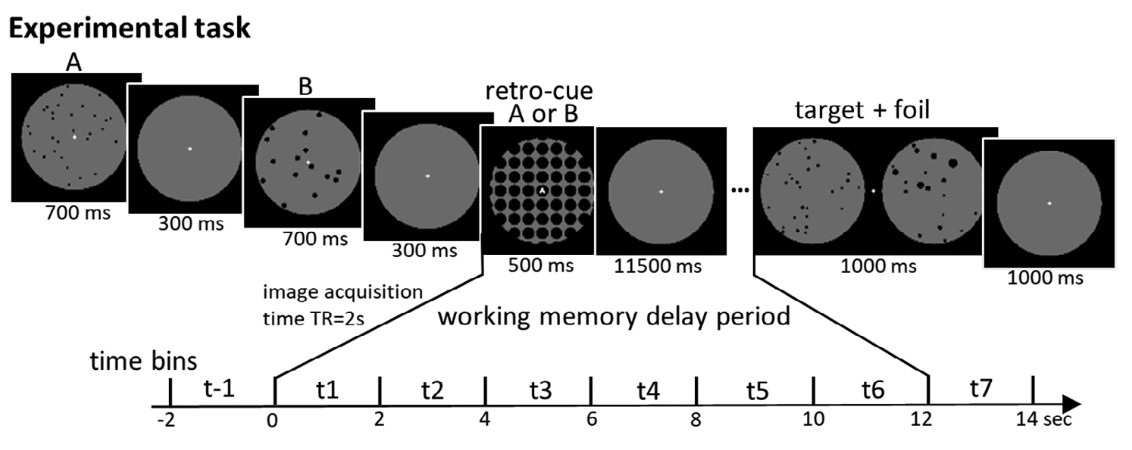 Experimental task
A
B
retro-cue
A or B
target + foil
A
700 ms
300 ms
700 ms
300 ms
500 ms
11500 ms
...
1000 ms
1000 ms
image acquisition
time TR=2s
working memory delay period
time bins
t-1 t1 t2 t3 t4 t5 t6 t7
-2 0 2 4 6 8 10 12 14 sec